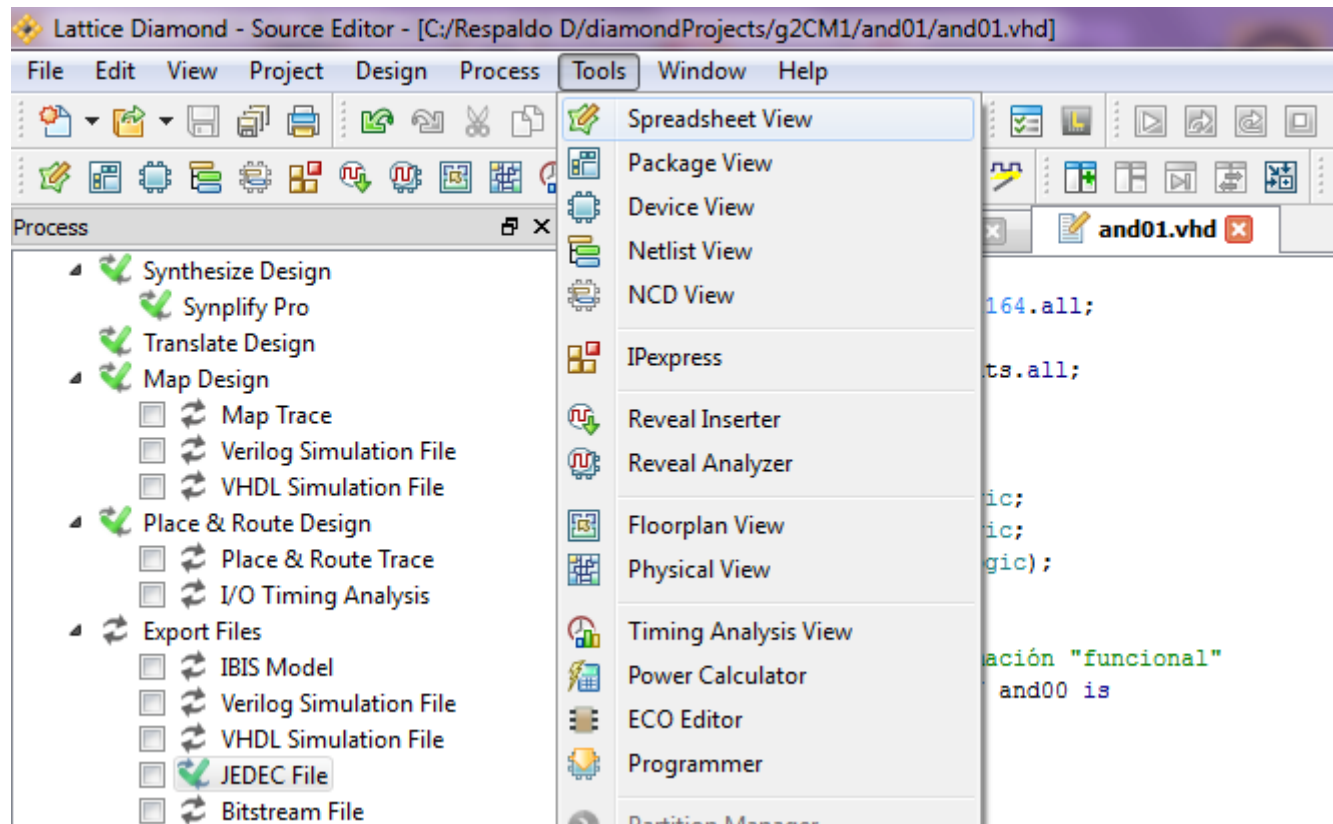 Lattice Diamond - Source Editor - [C:/Respaldo D/diamondProjects/g2CM1/and01/and01.vhd]
File Edit View Project Design Process Tools Window Help
Spreadsheet View
Package View
Device View
Netlist View
NCD View
IPexpress
Reveal Inserter
Reveal Analyzer
Floorplan View
Physical View
Timing Analysis View
Power Calculator
ECO Editor
Programmer
Process
Synthesize Design
Synplify Pro
Translate Design
Map Design
Map Trace
Verilog Simulation File
VHDL Simulation File
Place & Route Design
Place & Route Trace
I/O Timing Analysis
Export Files
IBIS Model
Verilog Simulation File
VHDL Simulation File
JEDEC File
Bitstream File
and01.vhd
164.all;
ts.all;
ic;
ic;
gic);
ación "funcional"
and00 is